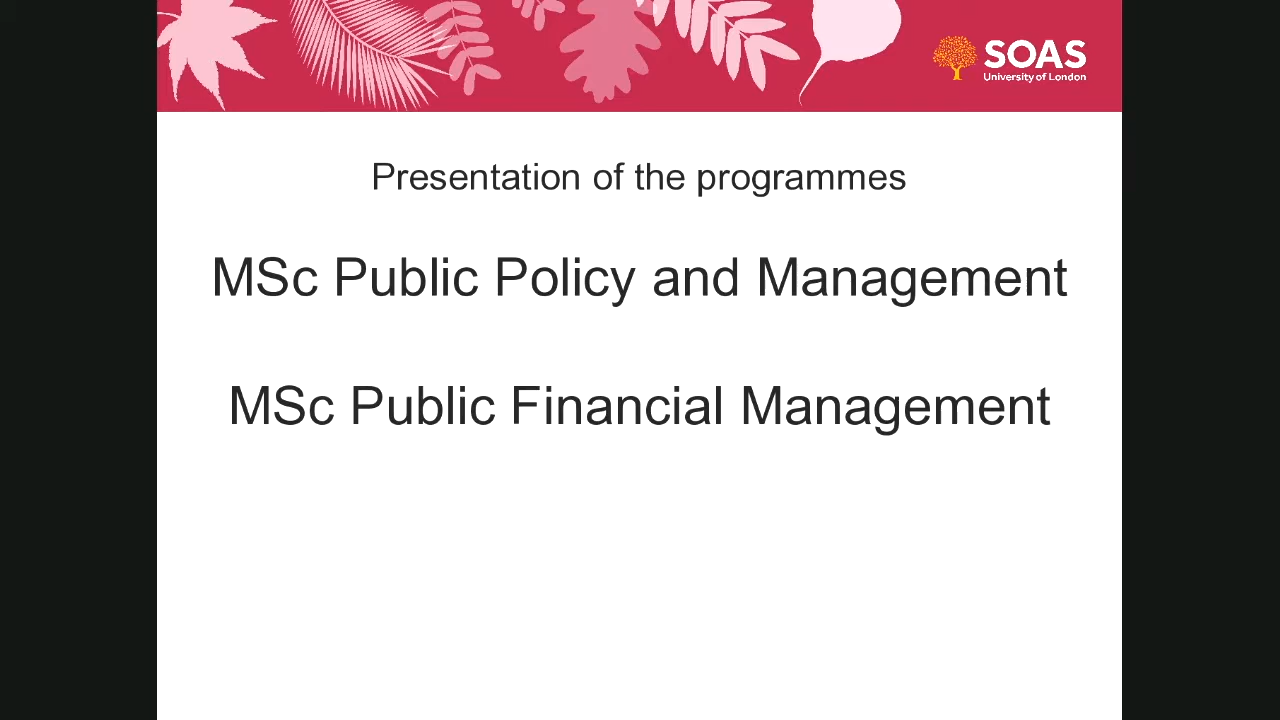 SOAS
University of London
Presentation of the programmes
MSc Public Policy and Management
MSc Public Financial Management